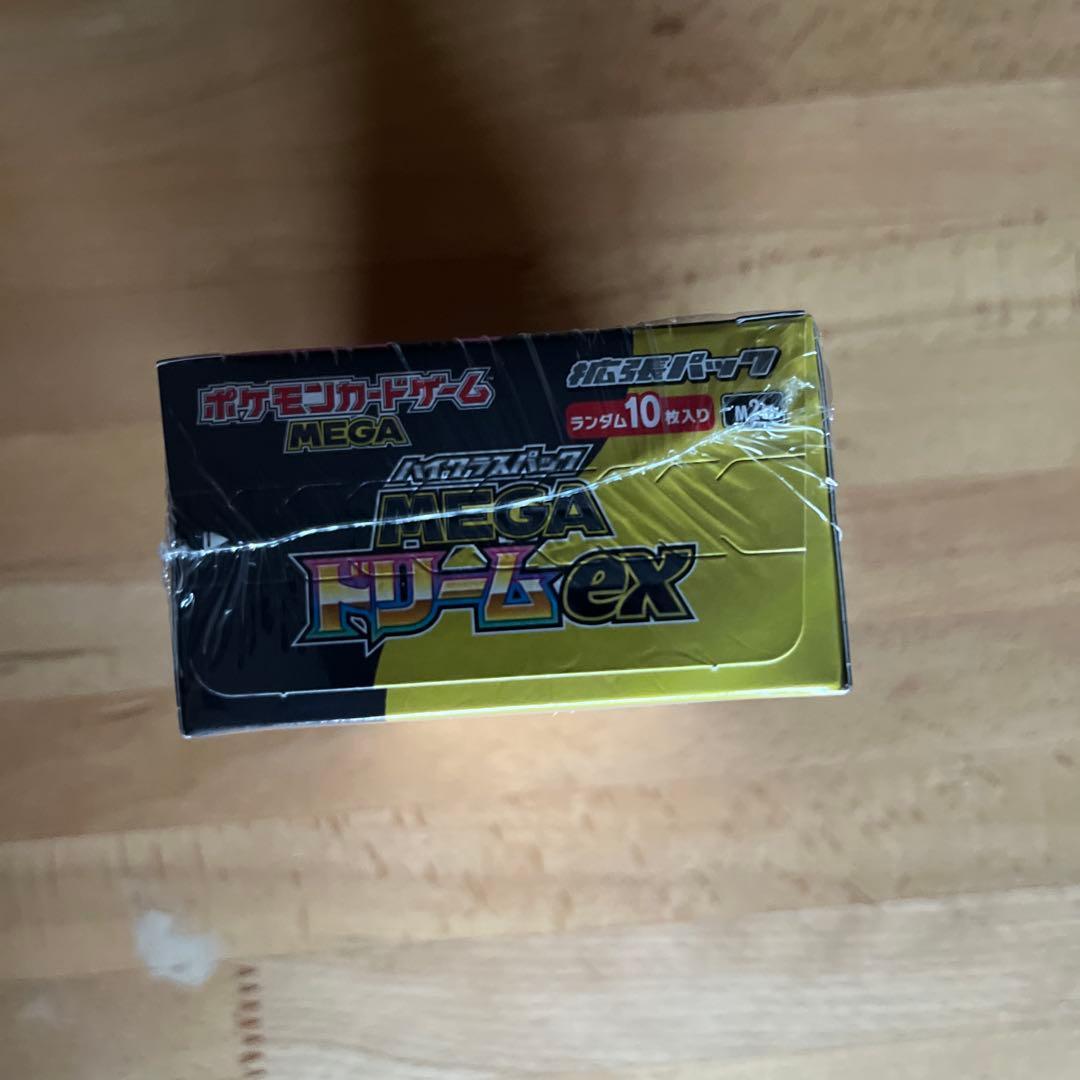 ポケモンカードゲーム
MEGA
拡張パック
ランダム10枚入り
ハイクラスパック
MEGA
ドリームex